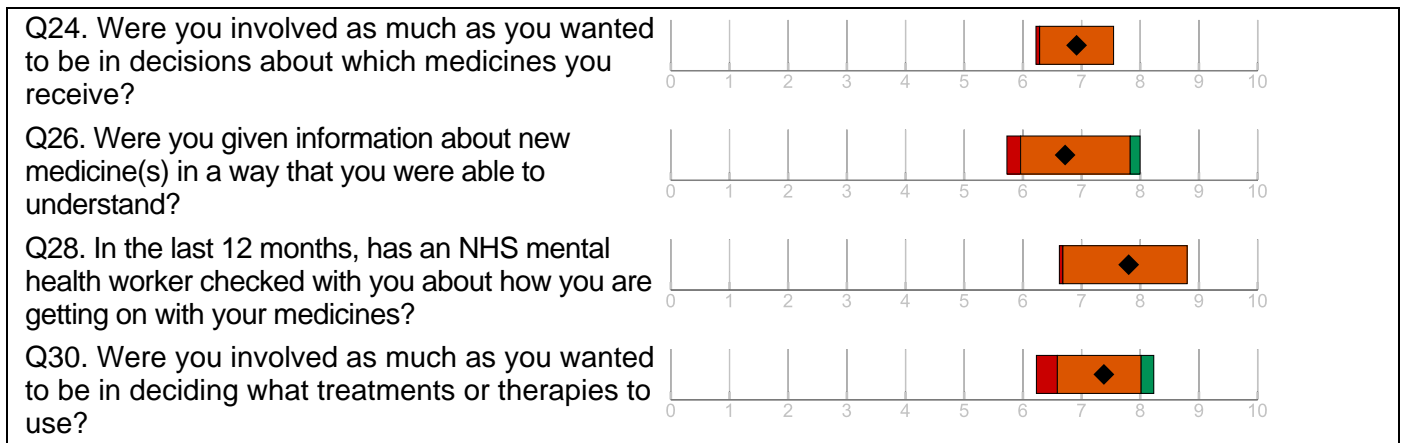 Q24. Were you involved as much as you wanted
to be in decisions about which medicines you
receive?
0 1 2 3 4 5 6 7 8 9 10
Q26. Were you given information about new
medicine(s) in a way that you were able to
understand?
0 1 2 3 4 5 6 7 8 9 10
Q28. In the last 12 months, has an NHS mental
health worker checked with you about how you are
getting on with your medicines?
0 1 2 3 4 5 6 7 8 9 10
Q30. Were you involved as much as you wanted
to be in deciding what treatments or therapies to
use?
0 1 2 3 4 5 6 7 8 9 10